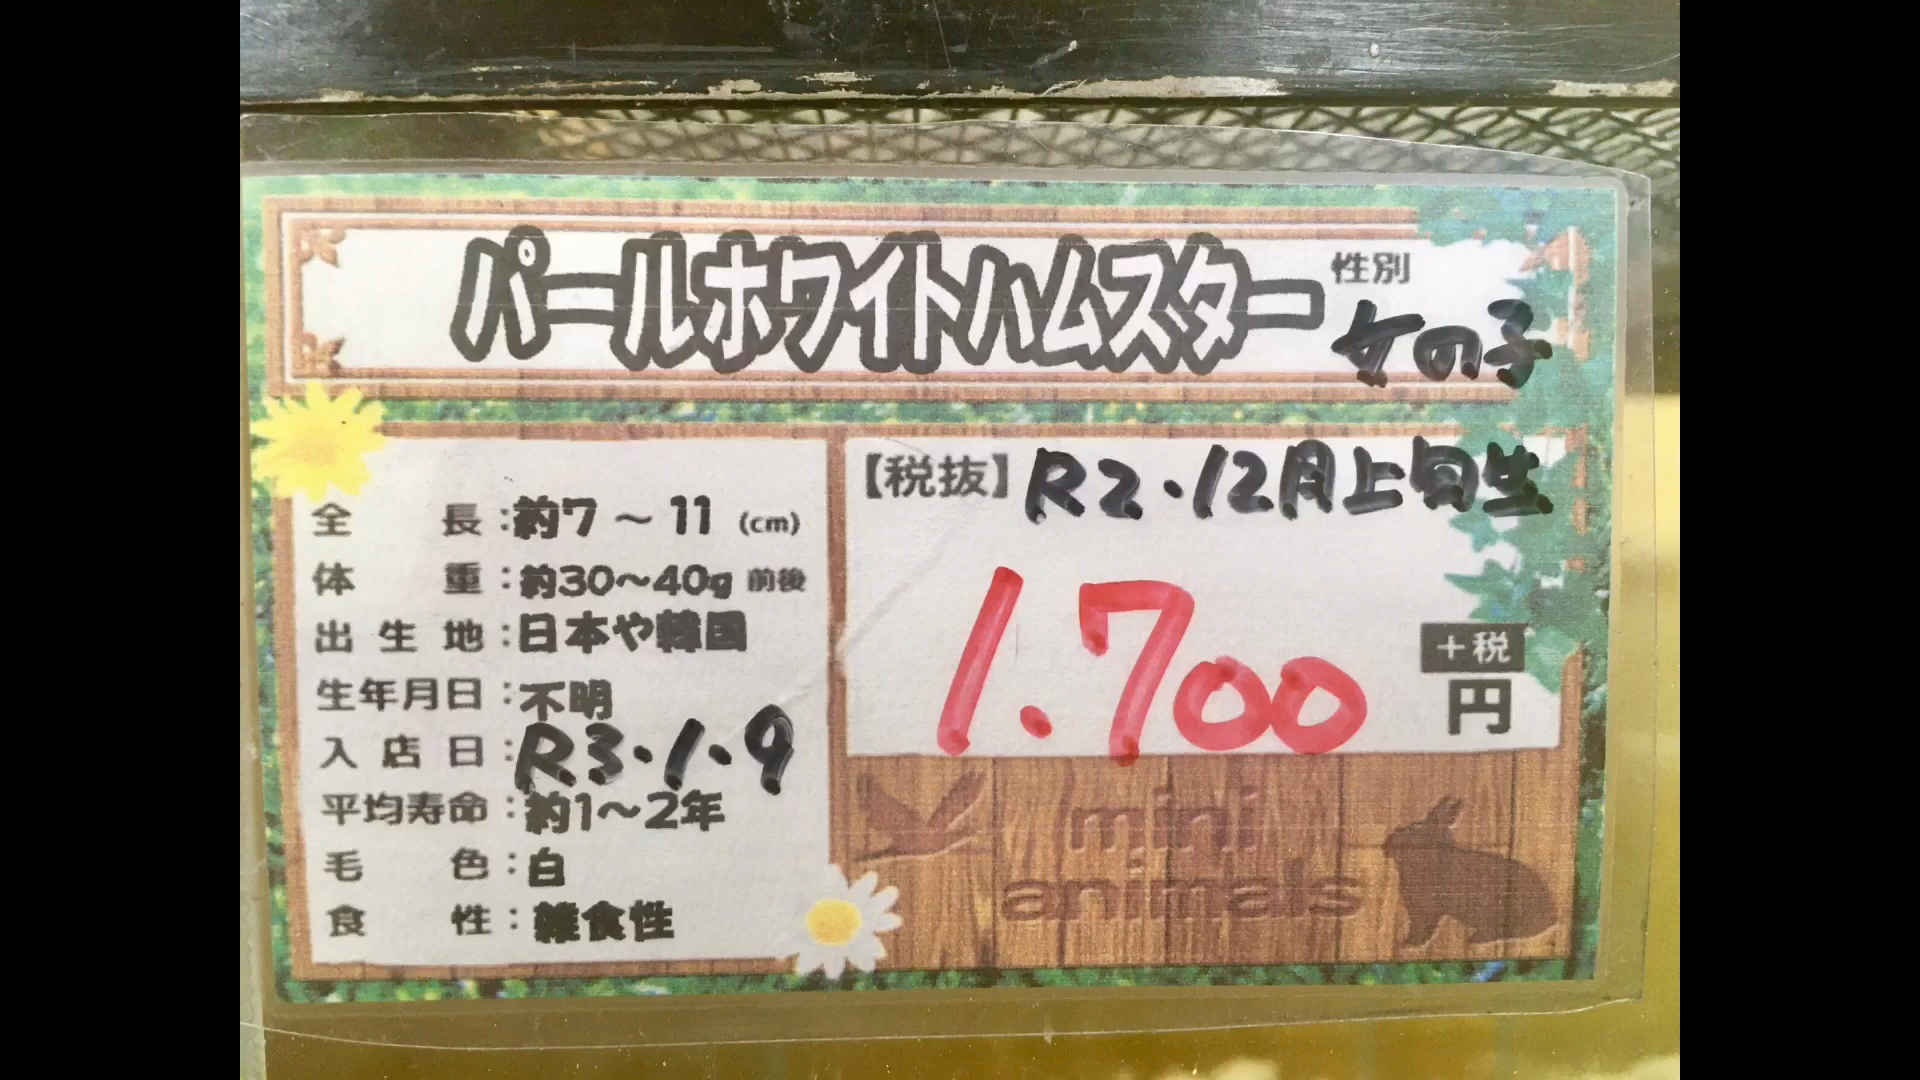 パールホワイトハムスター
性別
女の子
全長:約7～11(cm)
体重:約30～40g前後
出生地:日本や韓国
生年月日:不明
入店日:R3・1・9
平均寿命:約1～2年
毛色:白
食性:雑食性
【税抜】R2・12月上旬生
1.700
+税
円
mini
animals